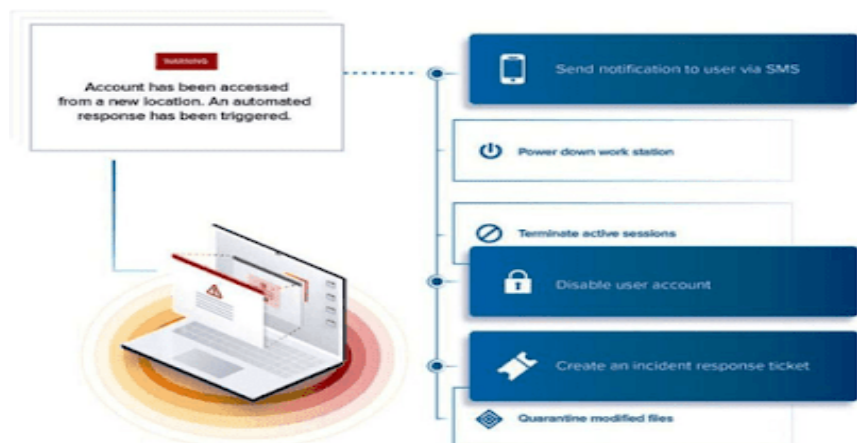 WARNING
Account has been accessed
from a new location. An automated
response has been triggered.
Send notification to user via SMS
Power down work station
Terminate active sessions
Disable user account
Create an incident response ticket
Quarantine modified files